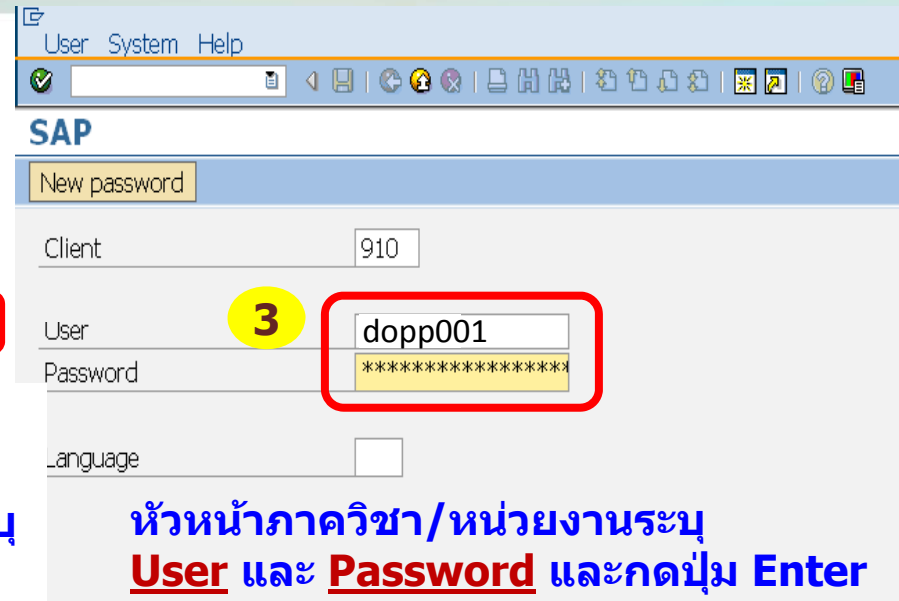 User System Help
SAP
New password
Client 910
User 3 dopp001
Password *****************
Language
หัวหน้าภาควิชา/หน่วยงานระบุ
User และ Password และกดปุ่ม Enter